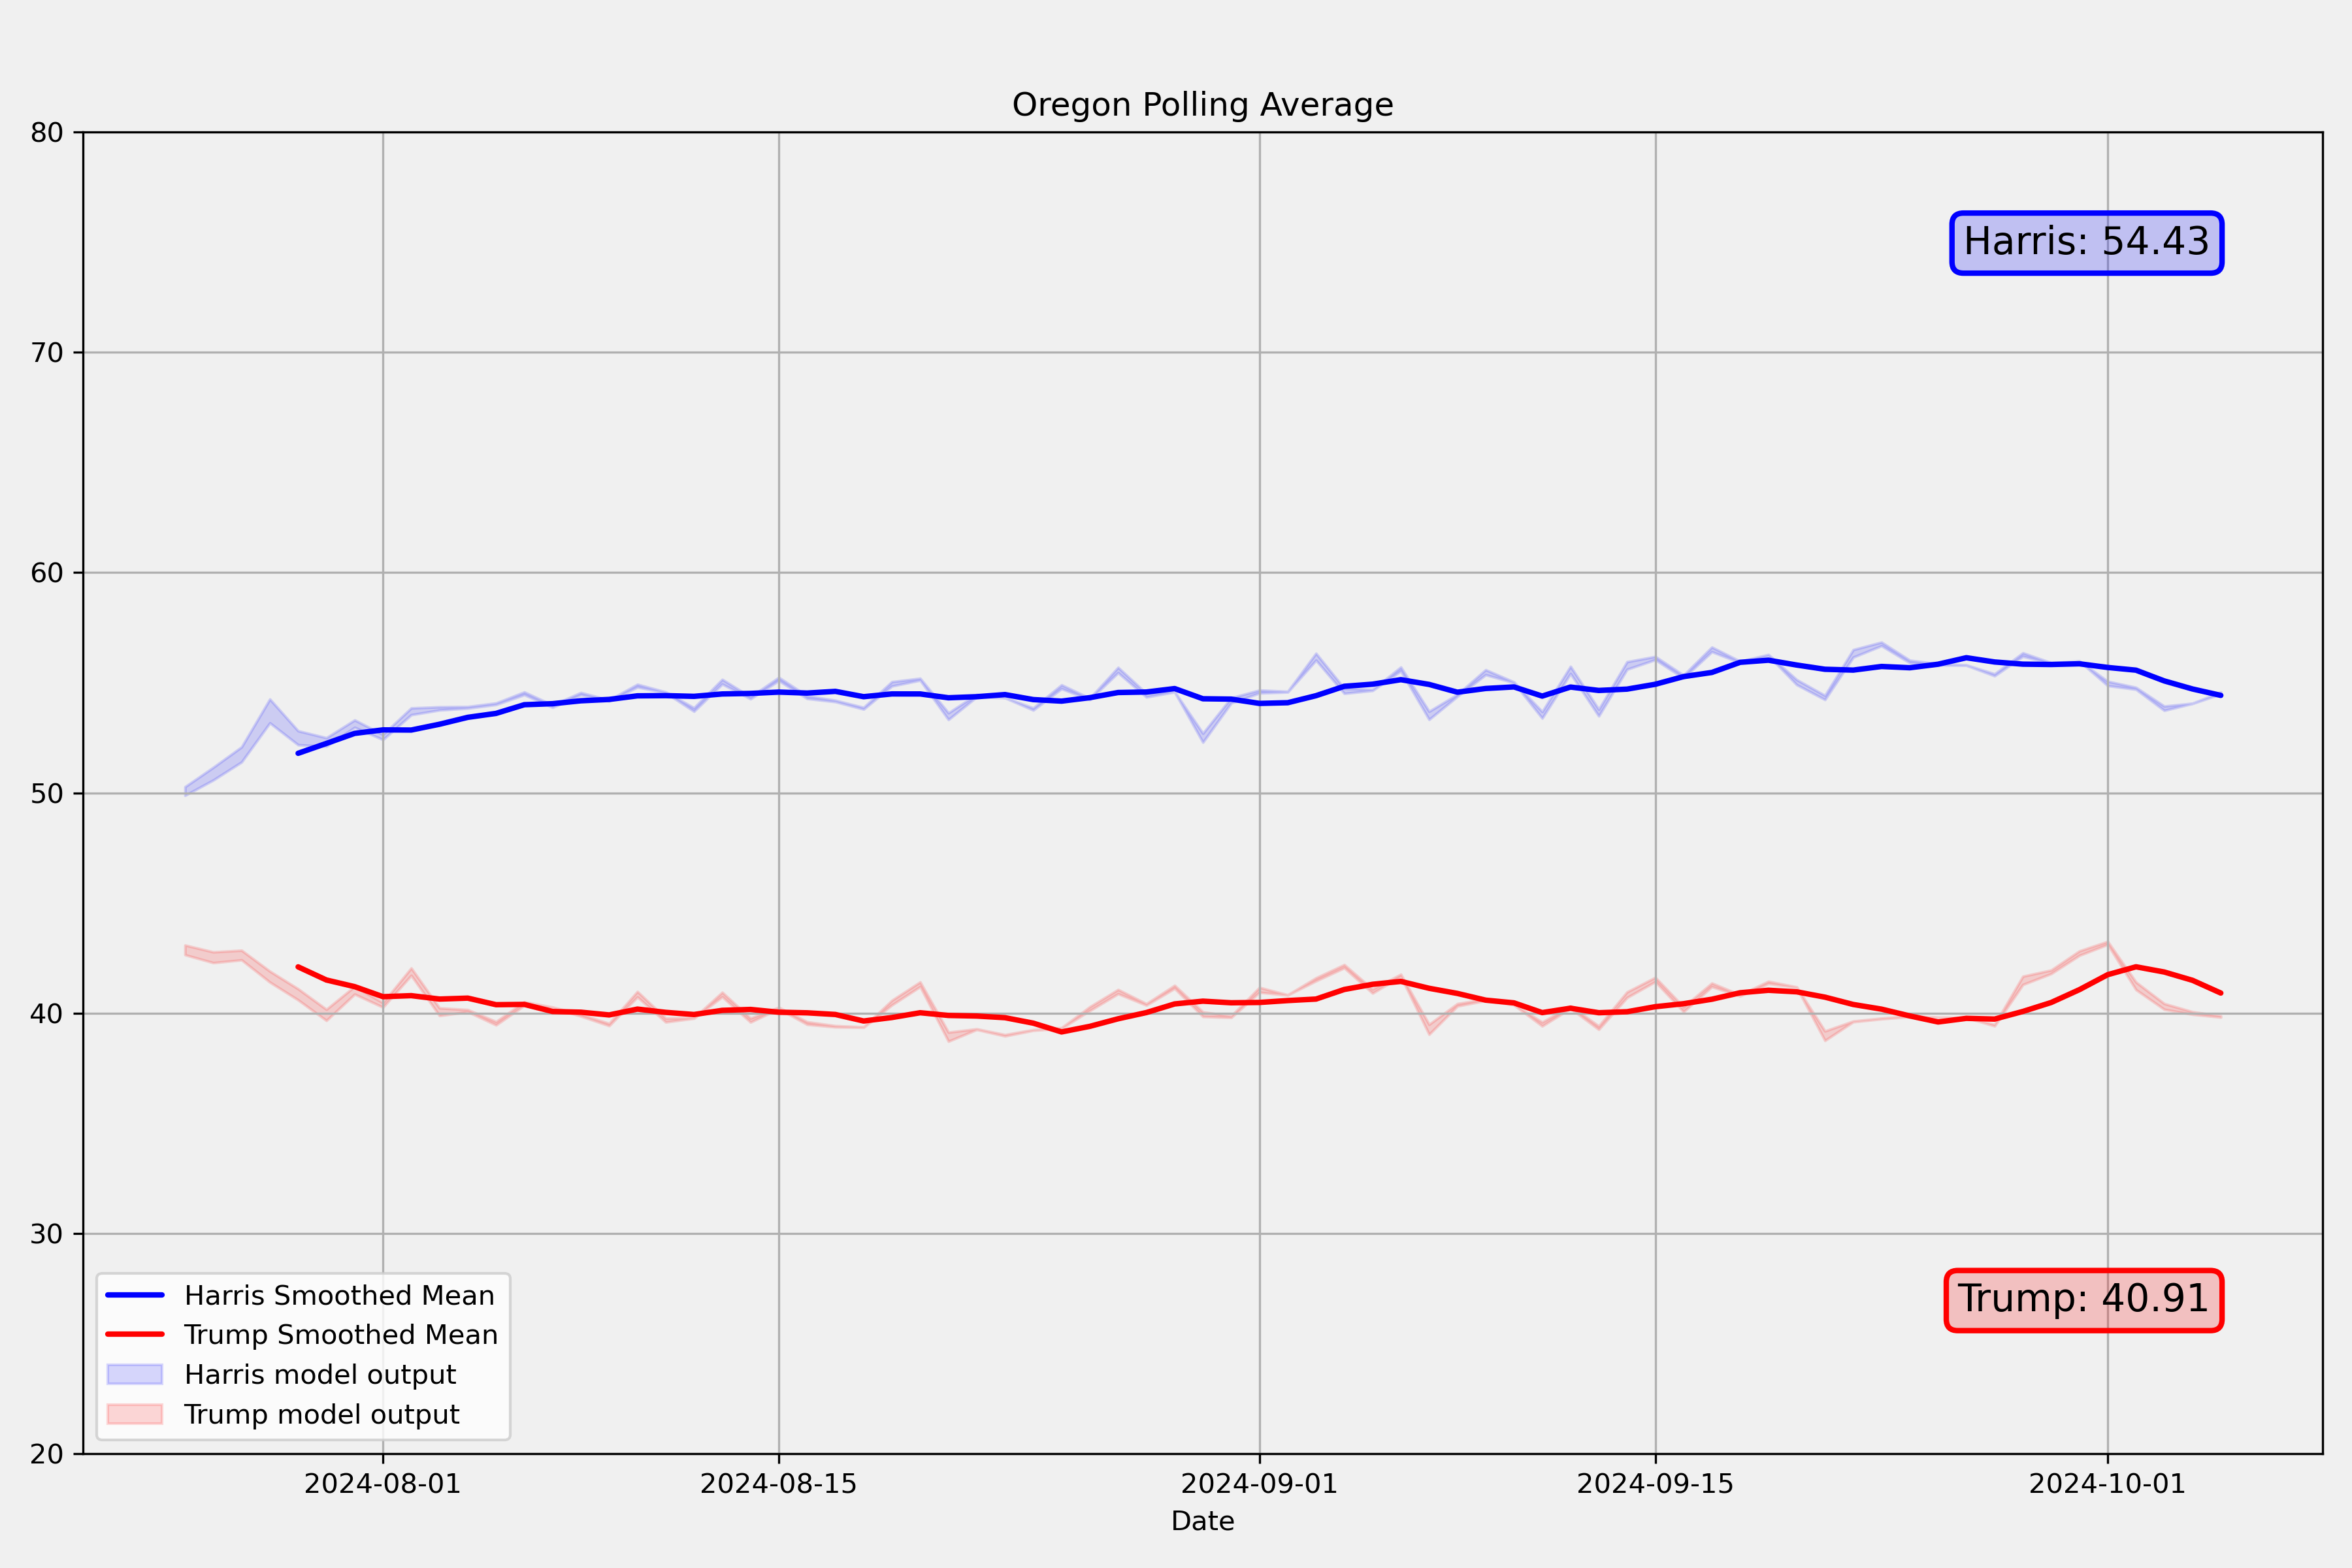 Oregon Polling Average
80
70
60
50
40
30
20
Harris: 54.43
Trump: 40.91
Harris Smoothed Mean
Trump Smoothed Mean
Harris model output
Trump model output
2024-08-01
2024-08-15
2024-09-01
2024-09-15
2024-10-01
Date